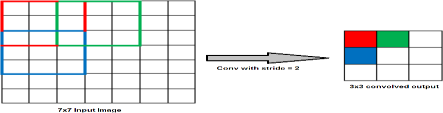 Conv with stride = 2
7x7 Input Image
3x3 convolved output